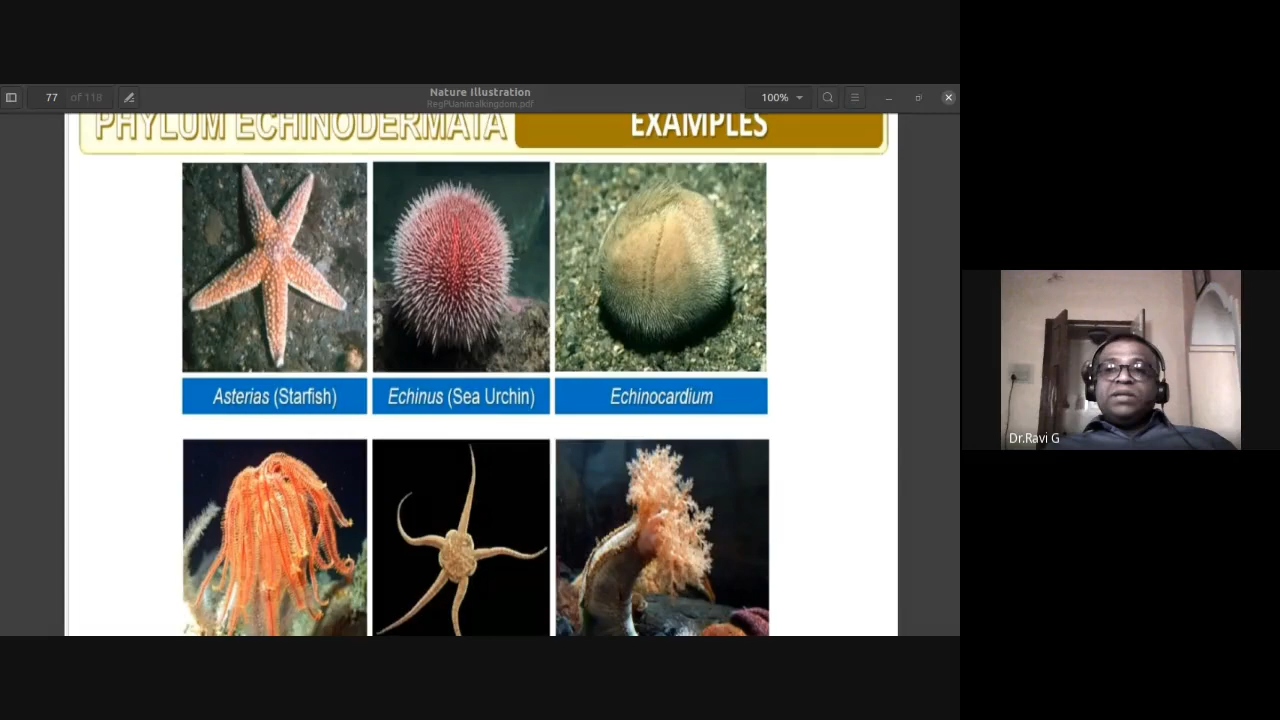 77 of 118
Nature illustration
RegPUanimalkingdom.pdf
100%
PHYLUM ECHINODERMATA
EXAMPLES
Asterias (Starfish)
Echinus (Sea Urchin)
Echinocardium
Dr.Ravi G